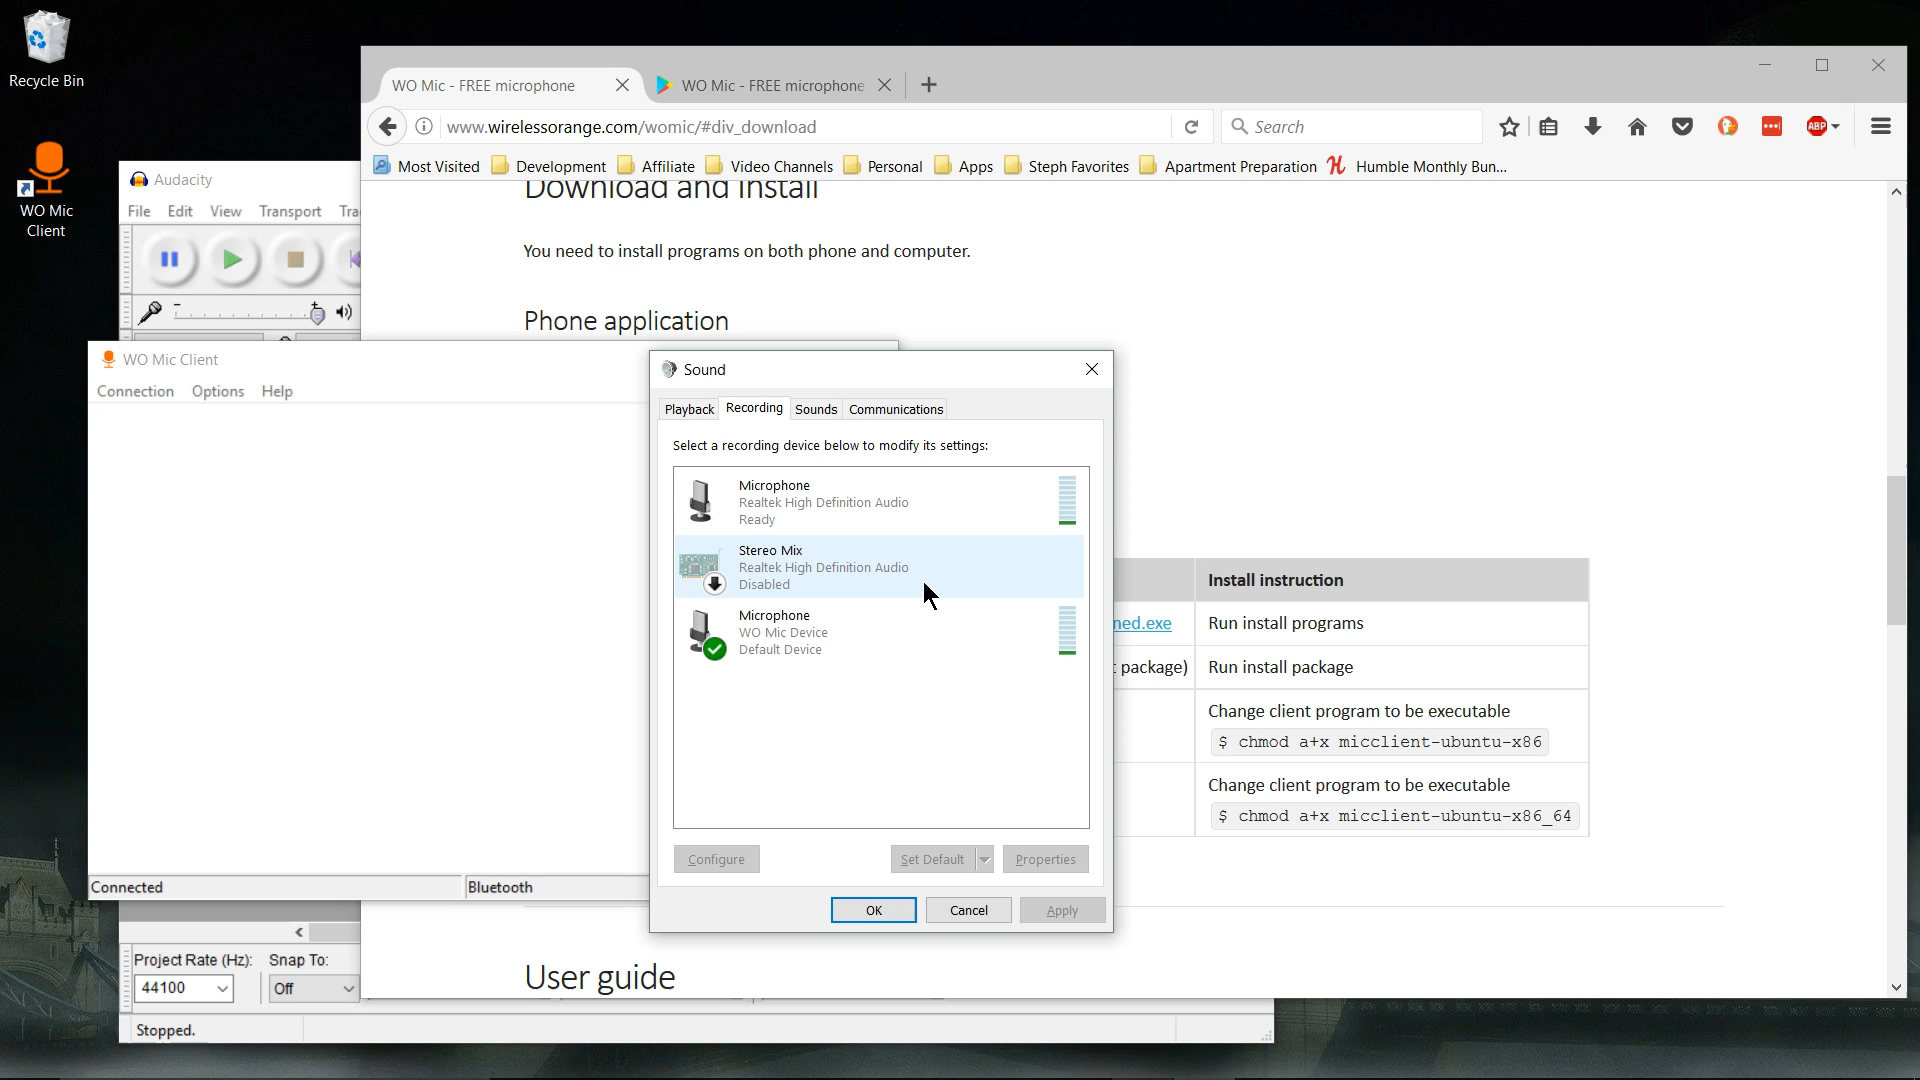 Recycle Bin
WO Mic
Client
WO Mic - FREE microphone
WO Mic - FREE microphone
www.wirelessorange.com/womic/#div_download
Search
ABP
Most Visited
Development
Affiliate
Video Channels
Personal
Apps
Steph Favorites
Apartment Preparation
Humble Monthly Bun...
Audacity
File Edit View Transport Tra
Download and Install
You need to install programs on both phone and computer.
Phone application
WO Mic Client
Connection Options Help
Sound
Playback Recording Sounds Communications
Select a recording device below to modify its settings:
Microphone
Realtek High Definition Audio
Ready
Stereo Mix
Realtek High Definition Audio
Disabled
Microphone
WO Mic Device
Default Device
Configure
Set Default
Properties
OK
Cancel
Apply
Install instruction
ned.exe
Run install programs
package)
Run install package
Change client program to be executable
$ chmod a+x micclient-ubuntu-x86
Change client program to be executable
$ chmod a+x micclient-ubuntu-x86_64
Connected
Bluetooth
Project Rate (Hz):
Snap To:
44100
Off
User guide
Stopped.